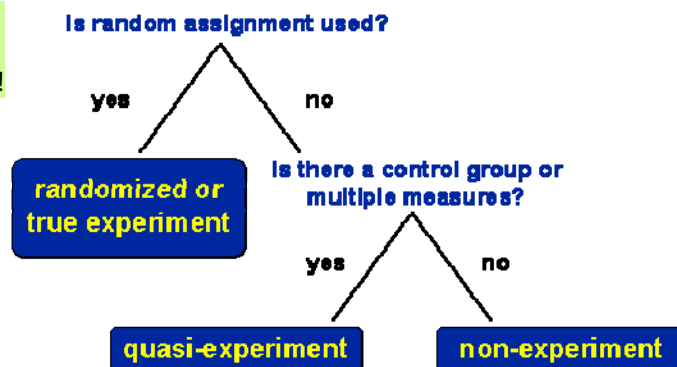 Is random assignment used?
!
yes
no
randomized or
true experiment
Is there a control group or
multiple measures?
yes
no
quasi-experiment
non-experiment